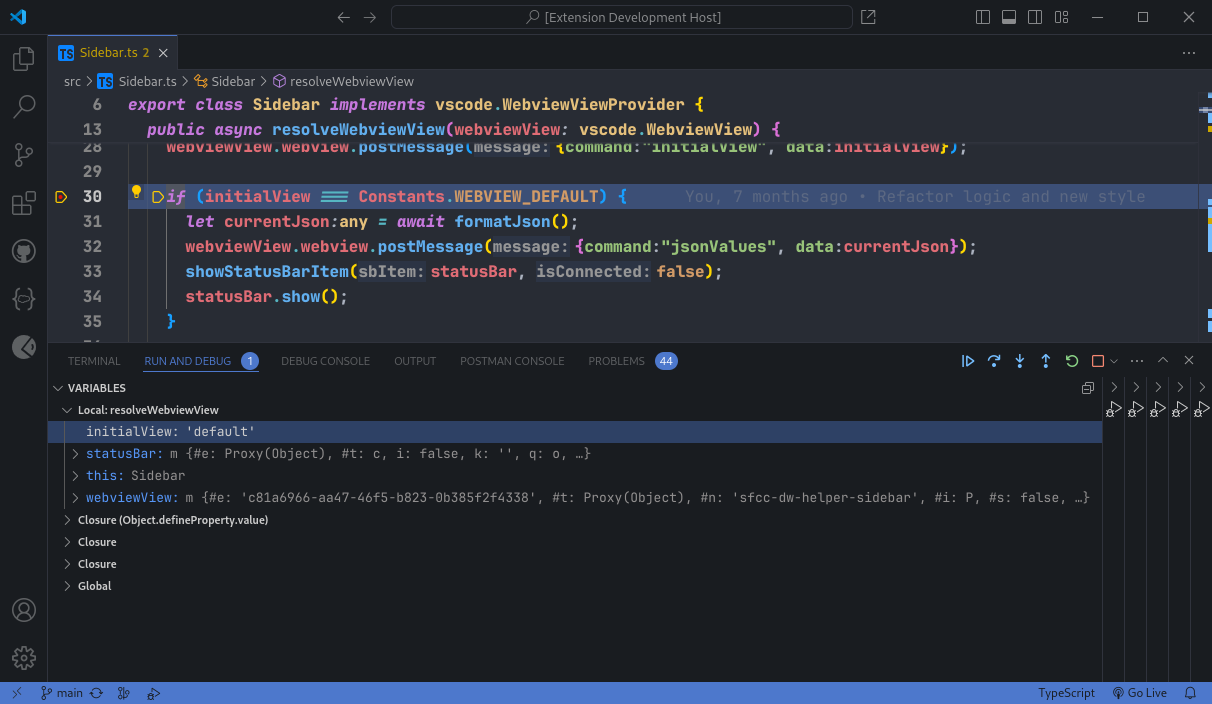 [Extension Development Host]
TS Sidebar.ts 2
src > TS Sidebar.ts > Sidebar > resolveWebviewView
6 export class Sidebar implements vscode.WebviewViewProvider {
13 public async resolveWebviewView(webviewView: vscode.WebviewView) {
28 webviewView.webview.postMessage(message: {command:"initialView", data:initialView});
29
30 if (initialView === Constants.WEBVIEW_DEFAULT) { You, 7 months ago • Refactor logic and new style
31 let currentJson:any = await formatJson();
32 webviewView.webview.postMessage(message: {command:"jsonValues", data:currentJson});
33 showStatusBarItem(sbItem: statusBar, isConnected: false);
34 statusBar.show();
35 }
TERMINAL RUN AND DEBUG 1 DEBUG CONSOLE OUTPUT POSTMAN CONSOLE PROBLEMS 44
VARIABLES
Local: resolveWebviewView
initialView: 'default'
statusBar: m {#e: Proxy(Object), #t: c, i: false, k: '', q: o, …}
this: Sidebar
webviewView: m {#e: 'c81a6966-aa47-46f5-b823-0b385f2f4338', #t: Proxy(Object), #n: 'sfcc-dw-helper-sidebar', #i: P, #s: false, …}
Closure (Object.defineProperty.value)
Closure
Closure
Global
main TypeScript Go Live